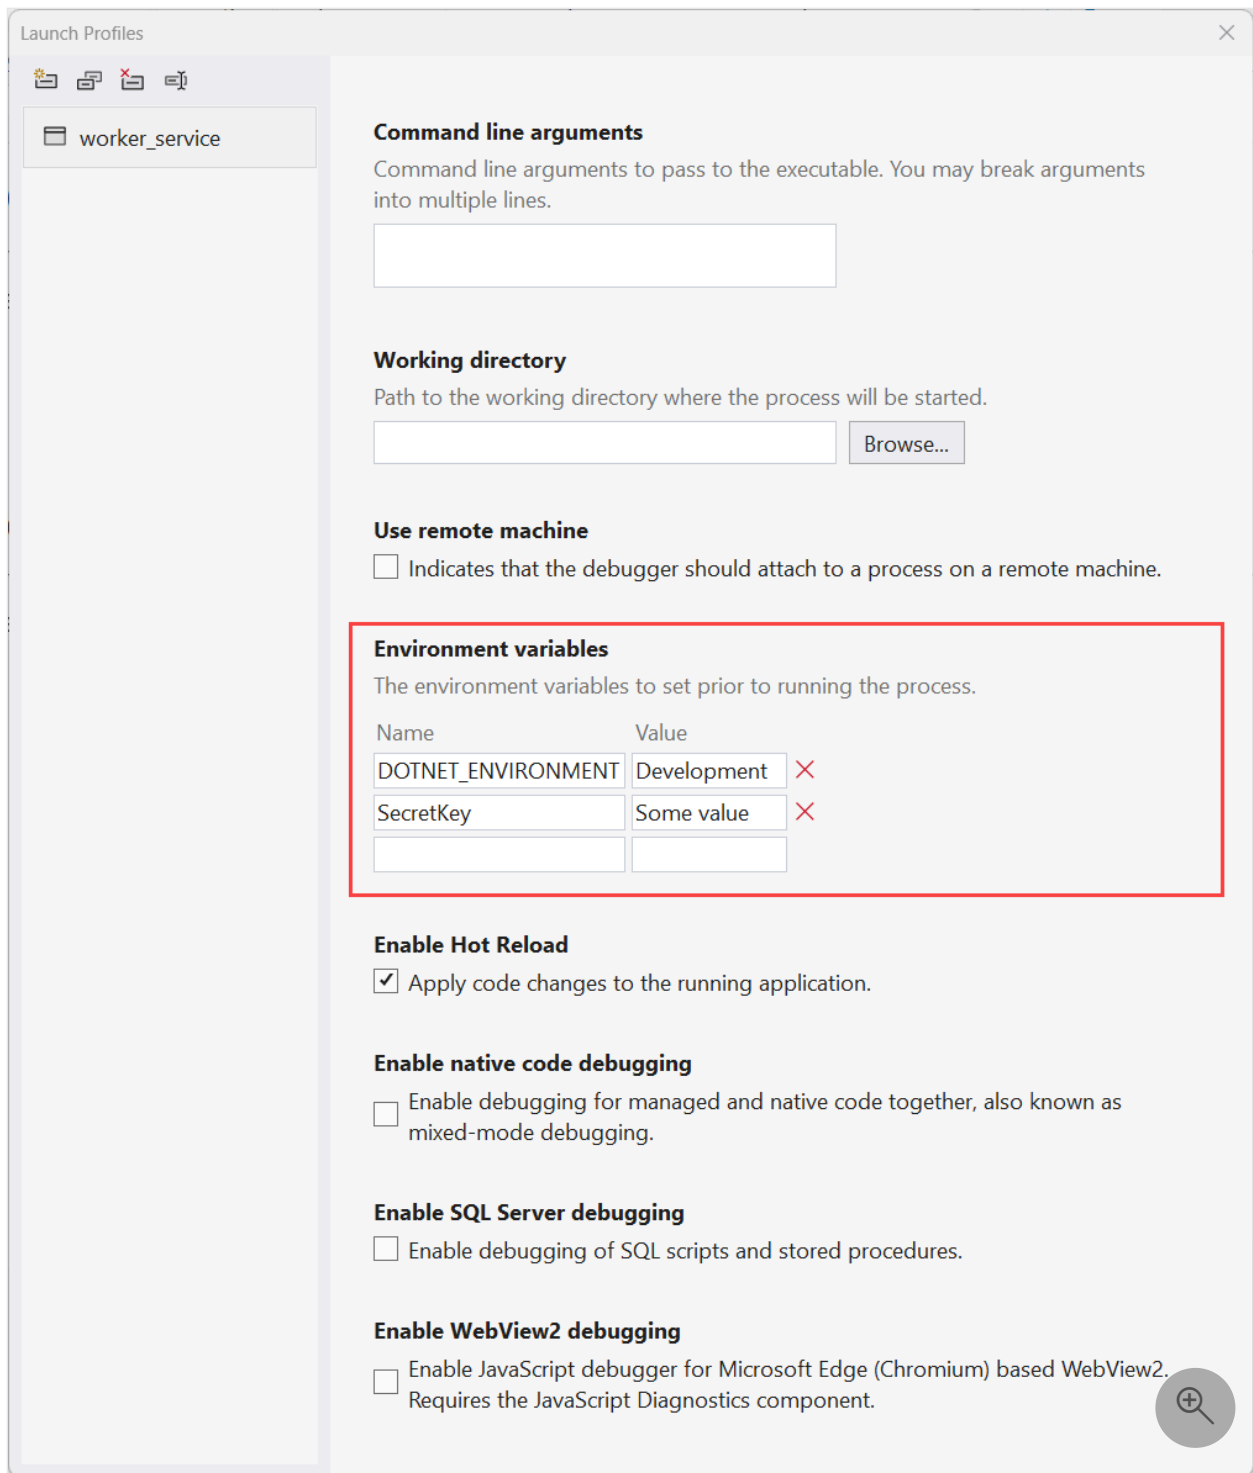 Launch Profiles
worker_service
Command line arguments
Command line arguments to pass to the executable. You may break arguments
into multiple lines.
Working directory
Path to the working directory where the process will be started.
Browse...
Use remote machine
Indicates that the debugger should attach to a process on a remote machine.
Environment variables
The environment variables to set prior to running the process.
Name Value
DOTNET_ENVIRONMENT Development
SecretKey Some value
Enable Hot Reload
Apply code changes to the running application.
Enable native code debugging
Enable debugging for managed and native code together, also known as
mixed-mode debugging.
Enable SQL Server debugging
Enable debugging of SQL scripts and stored procedures.
Enable WebView2 debugging
Enable JavaScript debugger for Microsoft Edge (Chromium) based WebView2.
Requires the JavaScript Diagnostics component.